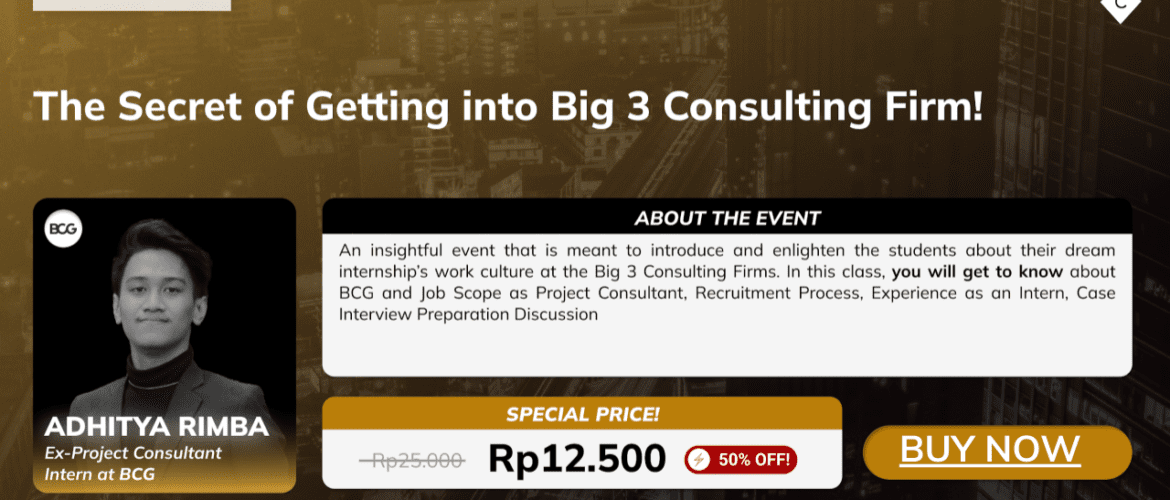 C
The Secret of Getting into Big 3 Consulting Firm!
BCG
ADHITYA RIMBA
Ex-Project Consultant
Intern at BCG
ABOUT THE EVENT
An insightful event that is meant to introduce and enlighten the students about their dream
internship's work culture at the Big 3 Consulting Firms. In this class, you will get to know about
BCG and Job Scope as Project Consultant, Recruitment Process, Experience as an Intern, Case
Interview Preparation Discussion
SPECIAL PRICE!
Rp25.000 Rp12.500 50% OFF!
BUY NOW